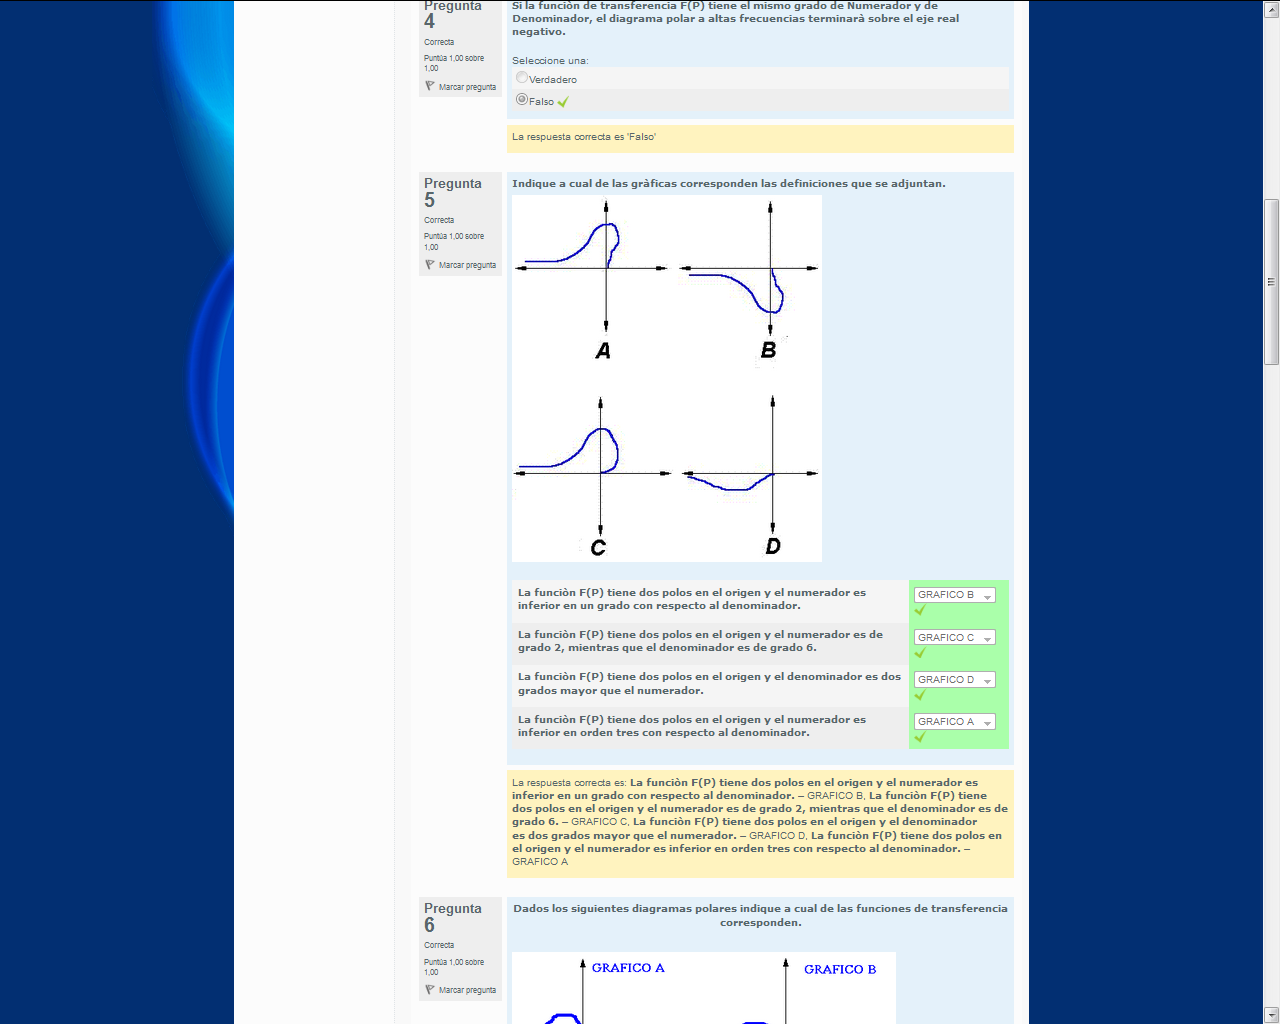 Pregunta
4
Correcta
Puntúa 1,00 sobre
1,00
Marcar pregunta
Si la funciòn de transferencia F(P) tiene el mismo grado de Numerador y de
Denominador, el diagrama polar a altas frecuencias terminarà sobre el eje real
negativo.
Seleccione una:
Verdadero
Falso
La respuesta correcta es 'Falso'
Pregunta
5
Correcta
Puntúa 1,00 sobre
1,00
Marcar pregunta
Indique a cual de las gràficas corresponden las definiciones que se adjuntan.
A
B
C
D
La funciòn F(P) tiene dos polos en el origen y el numerador es
inferior en un grado con respecto al denominador.
GRAFICO B
La funciòn F(P) tiene dos polos en el origen y el numerador es de
grado 2, mientras que el denominador es de grado 6.
GRAFICO C
La funciòn F(P) tiene dos polos en el origen y el denominador es dos
grados mayor que el numerador.
GRAFICO D
La funciòn F(P) tiene dos polos en el origen y el numerador es
inferior en orden tres con respecto al denominador.
GRAFICO A
La respuesta correcta es: La funciòn F(P) tiene dos polos en el origen y el numerador es
inferior en un grado con respecto al denominador. – GRAFICO B, La funciòn F(P) tiene
dos polos en el origen y el numerador es de grado 2, mientras que el denominador es de
grado 6. – GRAFICO C, La funciòn F(P) tiene dos polos en el origen y el denominador
es dos grados mayor que el numerador. – GRAFICO D, La funciòn F(P) tiene dos polos en
el origen y el numerador es inferior en orden tres con respecto al denominador. –
GRAFICO A
Pregunta
6
Correcta
Puntúa 1,00 sobre
1,00
Marcar pregunta
Dados los siguientes diagramas polares indique a cual de las funciones de transferencia
corresponden.
GRAFICO A
GRAFICO B